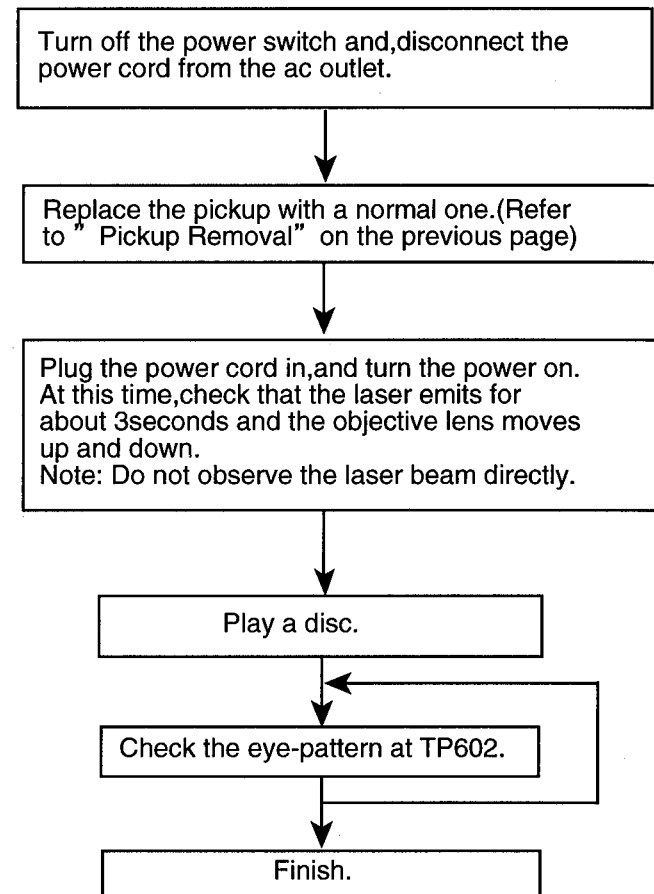 Turn off the power switch and,disconnect the
power cord from the ac outlet.
Replace the pickup with a normal one.(Refer
to " Pickup Removal" on the previous page)
Plug the power cord in,and turn the power on.
At this time,check that the laser emits for
about 3seconds and the objective lens moves
up and down.
Note: Do not observe the laser beam directly.
Play a disc.
Check the eye-pattern at TP602.
Finish.